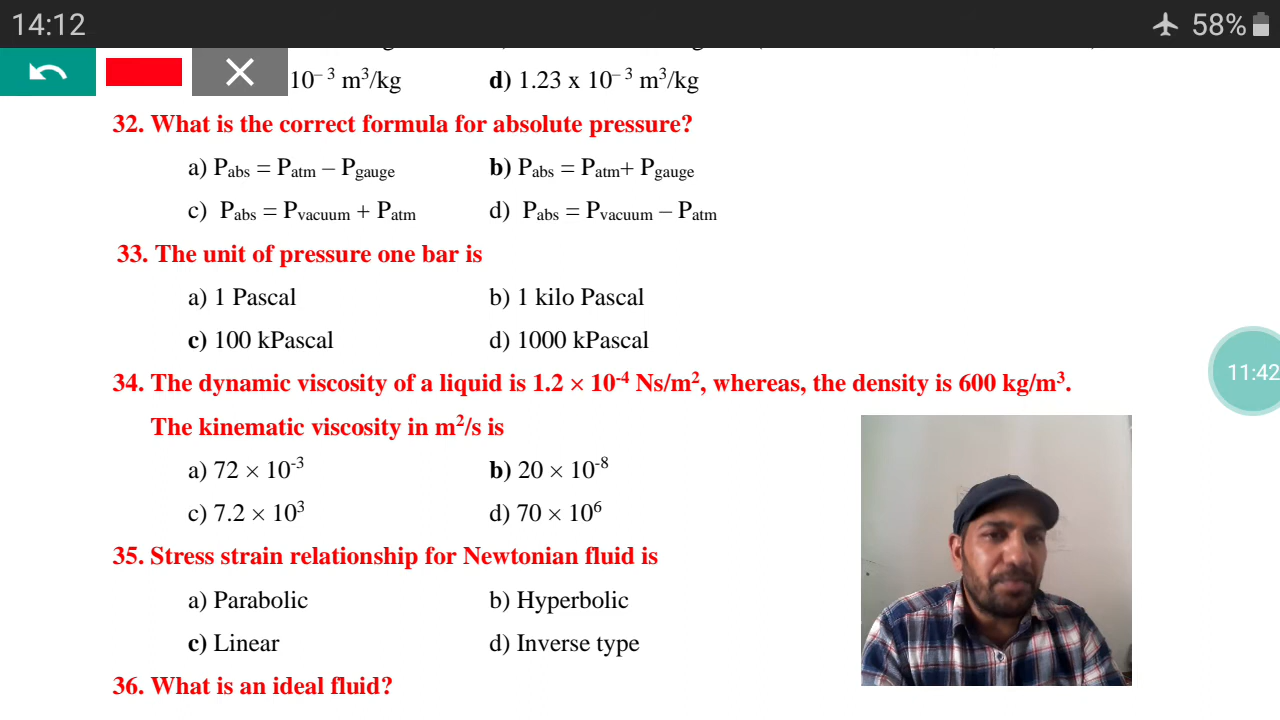 14:12 58%
10⁻³ m³/kg d) 1.23 x 10⁻³ m³/kg
32. What is the correct formula for absolute pressure?
a) Pabs = Patm − Pgauge b) Pabs = Patm+ Pgauge
c) Pabs = Pvacuum + Patm d) Pabs = Pvacuum − Patm
33. The unit of pressure one bar is
a) 1 Pascal b) 1 kilo Pascal
c) 100 kPascal d) 1000 kPascal
34. The dynamic viscosity of a liquid is 1.2 × 10⁻⁴ Ns/m², whereas, the density is 600 kg/m³.
11:42
The kinematic viscosity in m²/s is
a) 72 × 10⁻³ b) 20 × 10⁻⁸
c) 7.2 × 10³ d) 70 × 10⁶
35. Stress strain relationship for Newtonian fluid is
a) Parabolic b) Hyperbolic
c) Linear d) Inverse type
36. What is an ideal fluid?